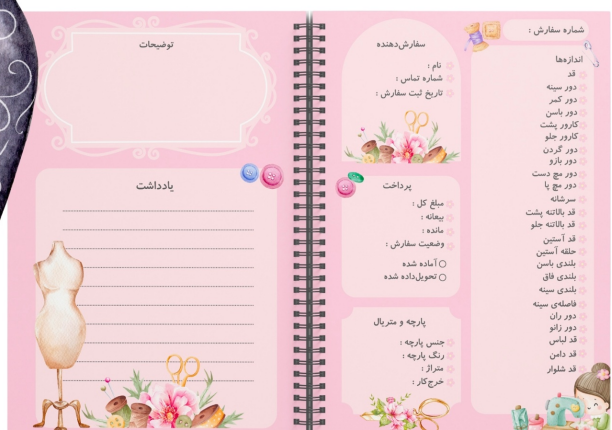 شماره سفارش :
اندازه‌ها
قد
دور سینه
دور کمر
دور باسن
کارور پشت
کارور جلو
دور گردن
دور بازو
دور مچ دست
دور مچ پا
سرشانه
قد بالاتنه پشت
قد بالاتنه جلو
قد آستین
حلقه آستین
بلندی باسن
بلندی فاق
بلندی سینه
فاصله‌ی سینه
دور ران
دور زانو
قد لباس
قد دامن
قد شلوار
سفارش‌دهنده
نام :
شماره تماس :
تاریخ ثبت سفارش :
پرداخت
مبلغ کل :
بیعانه :
مانده :
وضعیت سفارش :
آماده شده
تحویل‌داده شده
پارچه و متریال
جنس پارچه :
رنگ پارچه :
متراژ :
خرج‌کار :
توضیحات
یادداشت